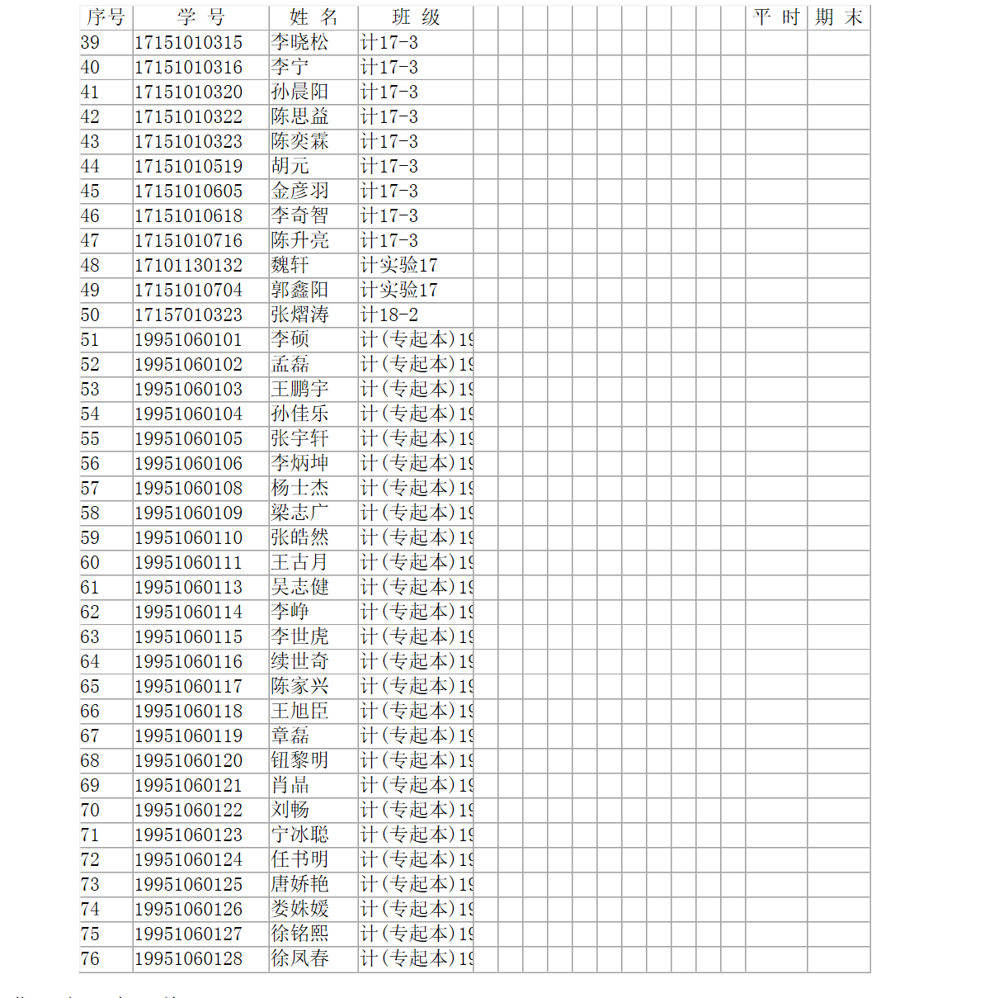 序号 学 号 姓 名 班 级 平 时 期 末
39 17151010315 李晓松 计17-3
40 17151010316 李宁 计17-3
41 17151010320 孙晨阳 计17-3
42 17151010322 陈思益 计17-3
43 17151010323 陈奕霖 计17-3
44 17151010519 胡元 计17-3
45 17151010605 金彦羽 计17-3
46 17151010618 李奇智 计17-3
47 17151010716 陈升亮 计17-3
48 17101130132 魏轩 计实验17
49 17151010704 郭鑫阳 计实验17
50 17157010323 张熠涛 计18-2
51 19951060101 李硕 计(专起本)19
52 19951060102 孟磊 计(专起本)19
53 19951060103 王鹏宇 计(专起本)19
54 19951060104 孙佳乐 计(专起本)19
55 19951060105 张宇轩 计(专起本)19
56 19951060106 李炳坤 计(专起本)19
57 19951060108 杨士杰 计(专起本)19
58 19951060109 梁志广 计(专起本)19
59 19951060110 张皓然 计(专起本)19
60 19951060111 王古月 计(专起本)19
61 19951060113 吴志健 计(专起本)19
62 19951060114 李峥 计(专起本)19
63 19951060115 李世虎 计(专起本)19
64 19951060116 续世奇 计(专起本)19
65 19951060117 陈家兴 计(专起本)19
66 19951060118 王旭臣 计(专起本)19
67 19951060119 章磊 计(专起本)19
68 19951060120 钮黎明 计(专起本)19
69 19951060121 肖晶 计(专起本)19
70 19951060122 刘畅 计(专起本)19
71 19951060123 宁冰聪 计(专起本)19
72 19951060124 任书明 计(专起本)19
73 19951060125 唐娇艳 计(专起本)19
74 19951060126 娄姝媛 计(专起本)19
75 19951060127 徐铭熙 计(专起本)19
76 19951060128 徐凤春 计(专起本)19